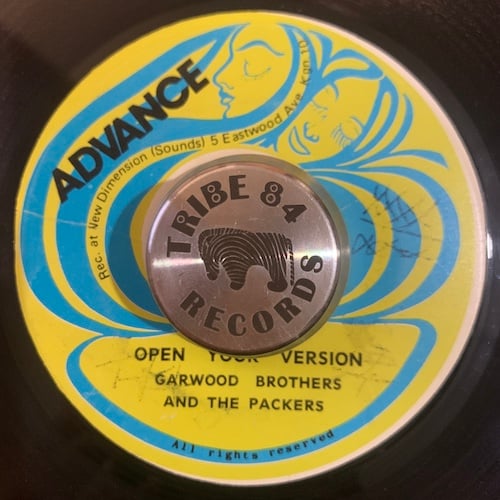 ADVANCE
Rec. at New Dimension (Sounds) 5 Eastwood Ave. Kgn 10
TRIBE 84
RECORDS
OPEN YOUR VERSION
GARWOOD BROTHERS
AND THE PACKERS
All rights reserved